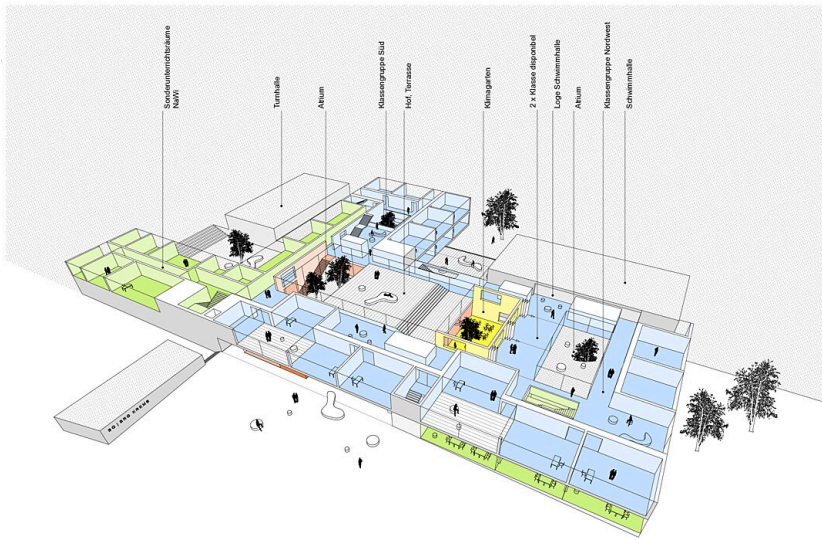 Sonderunterrichtsräume
NaWi
Turnhalle
Atrium
Klassengruppe Süd
Hof, Terrasse
Klimagarten
2 x Klasse disponibel
Loge Schwimmhalle
Atrium
Klassengruppe Nordwest
Schwimmhalle